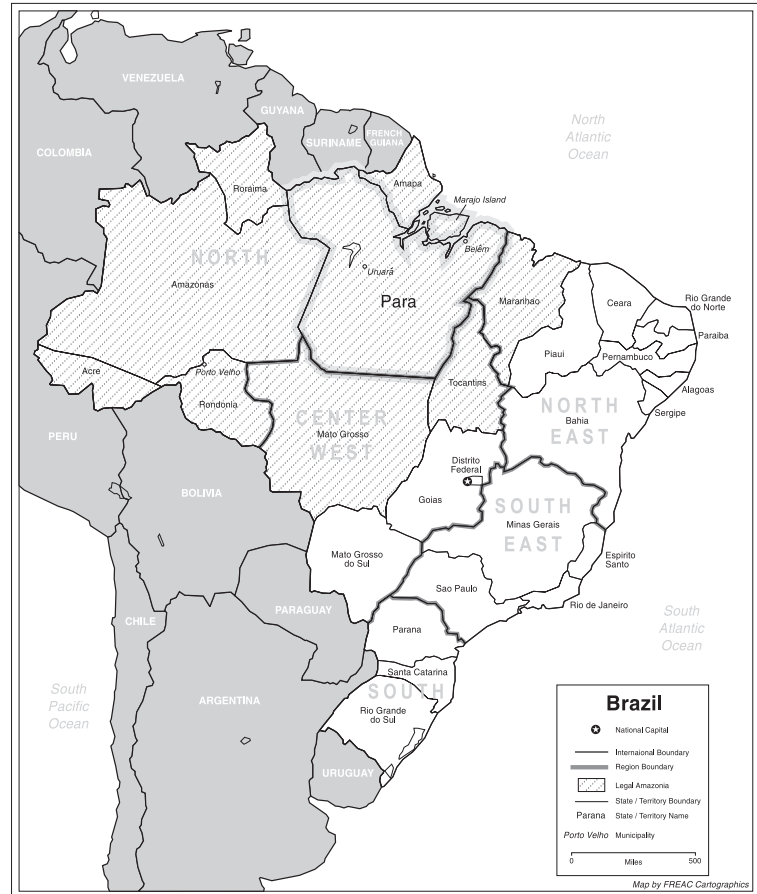 VENEZUELA
GUYANA
SURINAME
FRENCH
GUIANA
COLOMBIA
North
Atlantic
Ocean
Roraima
Amapa
Marajo Island
Belém
NORTH
Amazonas
Uruará
Para
Maranhao
Ceara
Rio Grande
do Norte
Paraiba
Piaui
Pernambuco
Acre
Porto Velho
Rondonia
Tocantins
Alagoas
Sergipe
CENTER
Mato Grosso
WEST
NORTH
Bahia
EAST
PERU
BOLIVIA
Distrito
Federal
Goias
SOUTH
Minas Gerais
EAST
Mato Grosso
do Sul
Espirito
Santo
Sao Paulo
Rio de Janeiro
CHILE
PARAGUAY
Parana
South
Atlantic
Ocean
Santa Catarina
SOUTH
Rio Grande
do Sul
South
Pacific
Ocean
ARGENTINA
URUGUAY
Brazil
National Capital
Internaional Boundary
Region Boundary
Legal Amazonia
State / Territory Boundary
Parana State / Territory Name
Porto Velho Municipality
0 500
Miles
Map by FREAC Cartographics